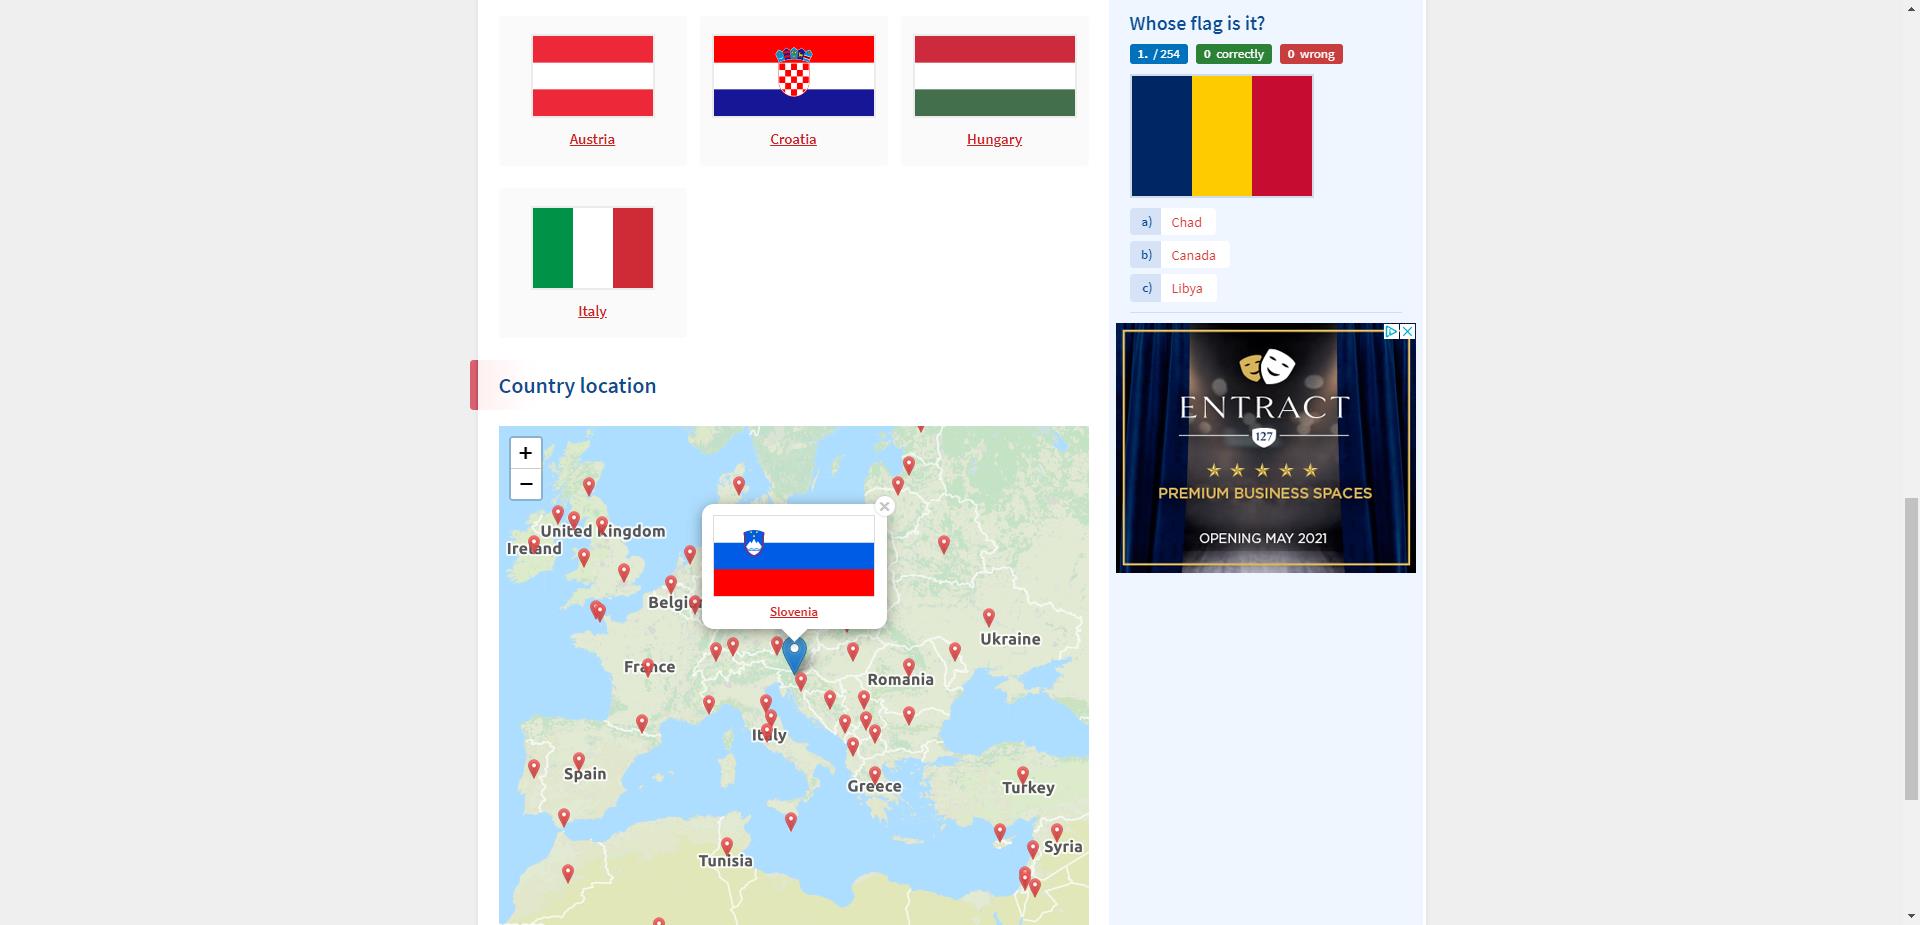 Austria
Croatia
Hungary
Italy
Country location
+
−
United Kingdom
Ireland
Belgi
France
Slovenia
Ukraine
Romania
Italy
Spain
Greece
Turkey
Tunisia
Syria
Whose flag is it?
1. / 254 0 correctly 0 wrong
a) Chad
b) Canada
c) Libya
ENTRACT
127
PREMIUM BUSINESS SPACES
OPENING MAY 2021